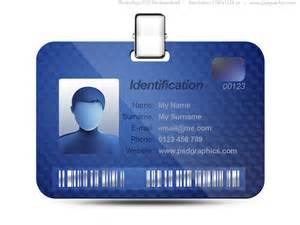 Identification
00123
Name: My Name
Surname: My Surname
E-mail: email@me.com
Phone: 0123 456 789
www.psdgraphics.com